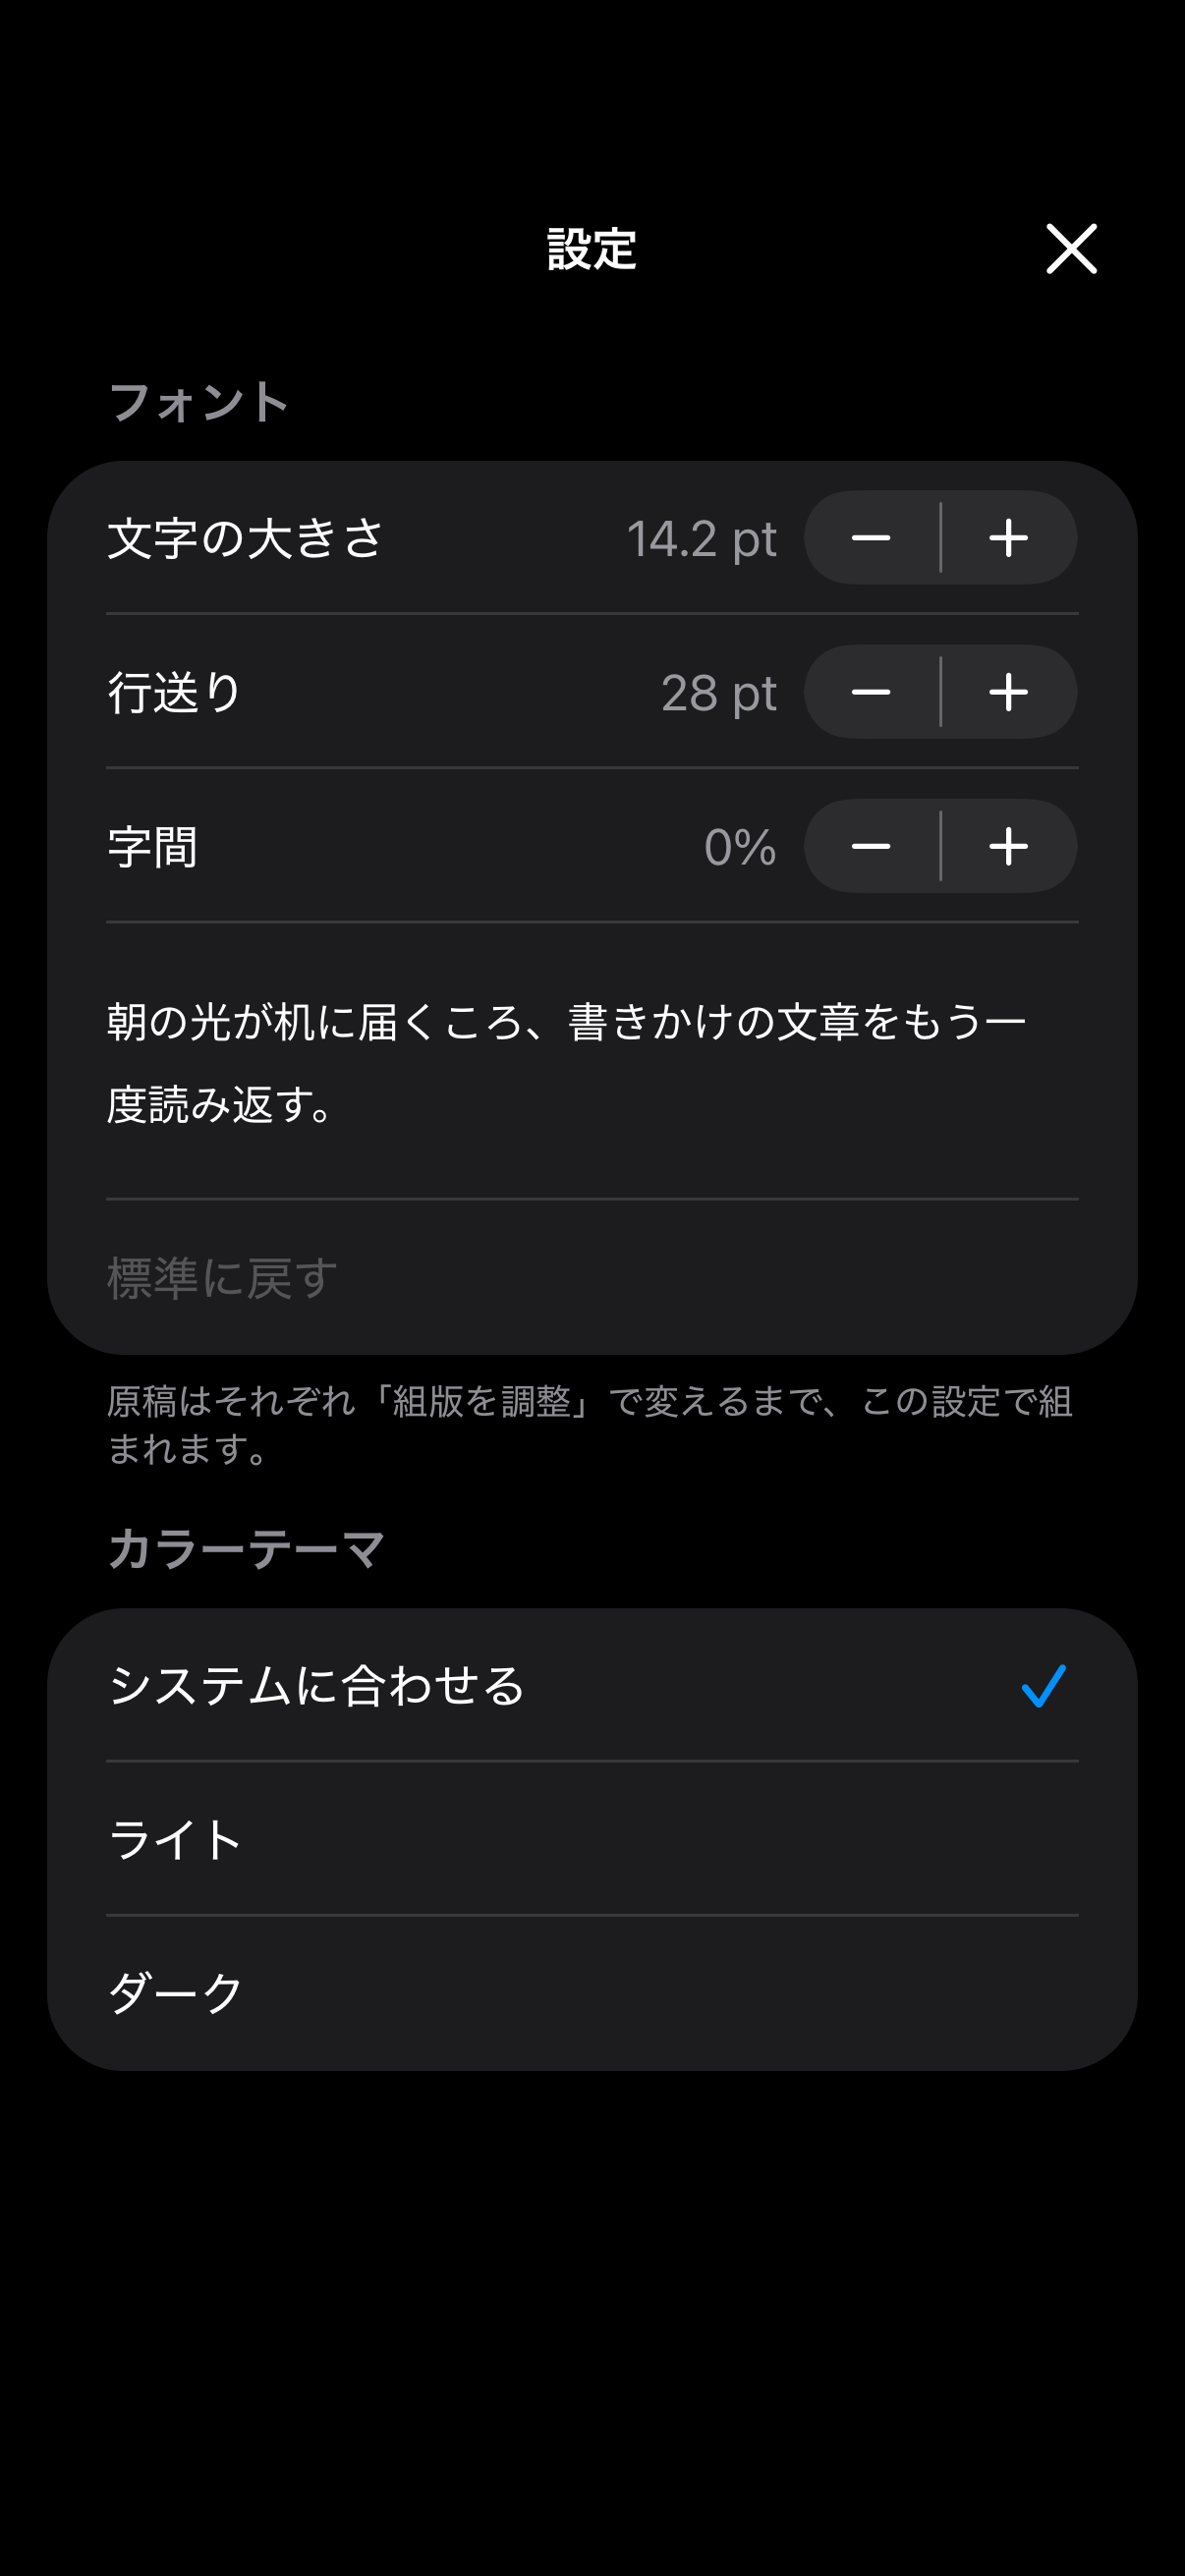 設定
フォント
文字の大きさ 14.2 pt
行送り 28 pt
字間 0%
朝の光が机に届くころ、書きかけの文章をもう一
度読み返す。
標準に戻す
原稿はそれぞれ「組版を調整」で変えるまで、この設定で組
まれます。
カラーテーマ
システムに合わせる
ライト
ダーク